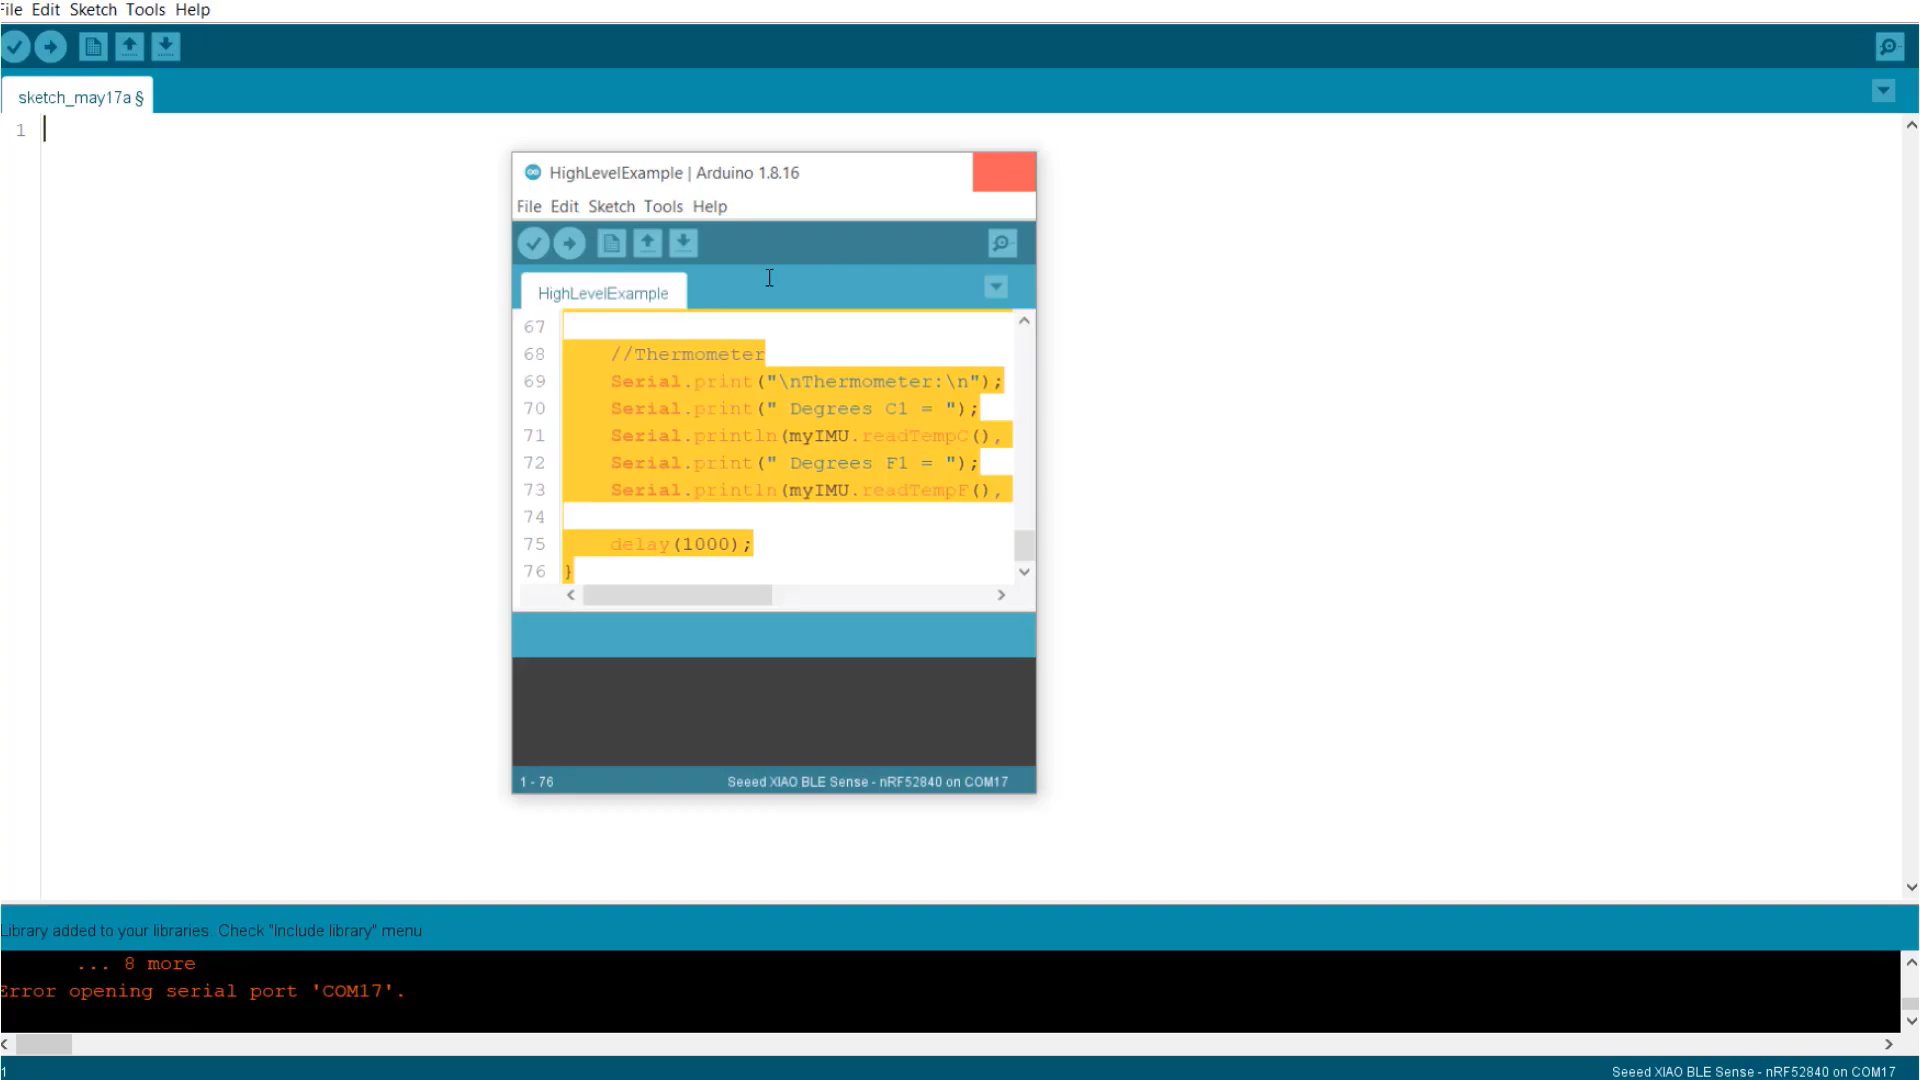 File Edit Sketch Tools Help
sketch_may17a §
1
HighLevelExample | Arduino 1.8.16
File Edit Sketch Tools Help
HighLevelExample
67
68 //Thermometer
69 Serial.print("\nThermometer:\n");
70 Serial.print(" Degrees C1 = ");
71 Serial.println(myIMU.readTempC(),
72 Serial.print(" Degrees F1 = ");
73 Serial.println(myIMU.readTempF(),
74
75 delay(1000);
76 }
1 - 76 Seeed XIAO BLE Sense - nRF52840 on COM17
Library added to your libraries. Check "Include library" menu
... 8 more
Error opening serial port 'COM17'.
1 Seeed XIAO BLE Sense - nRF52840 on COM17